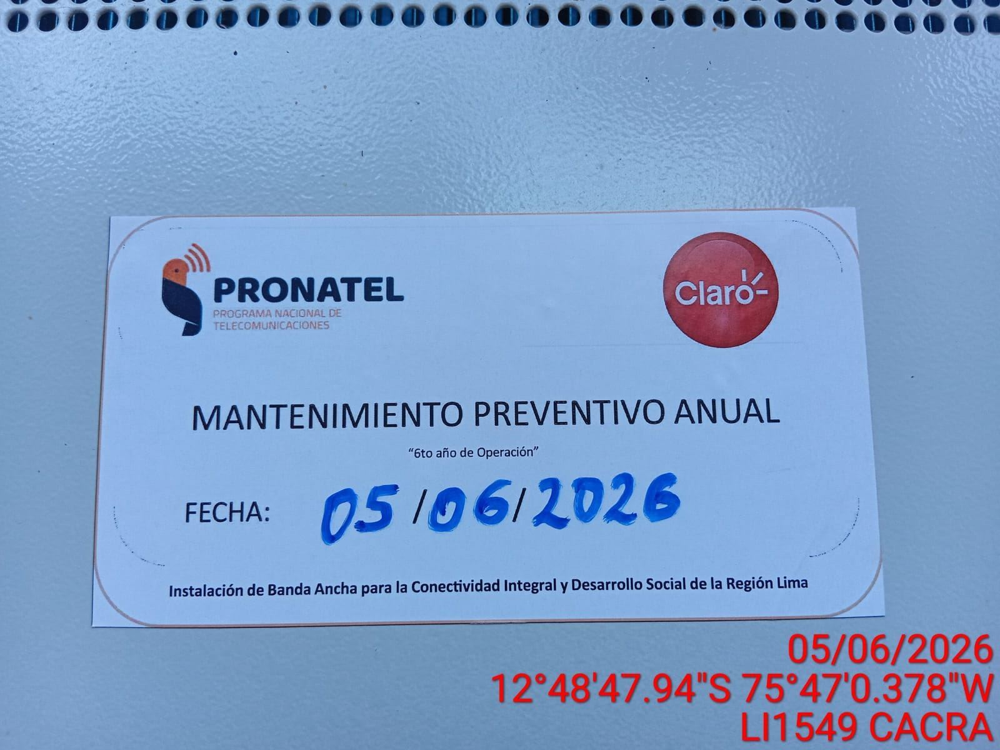 PRONATEL
PROGRAMA NACIONAL DE
TELECOMUNICACIONES
Claro
MANTENIMIENTO PREVENTIVO ANUAL
“6to año de Operación”
FECHA: 05/06/2026
Instalación de Banda Ancha para la Conectividad Integral y Desarrollo Social de la Región Lima
05/06/2026
12°48'47.94"S 75°47'0.378"W
LI1549 CACRA